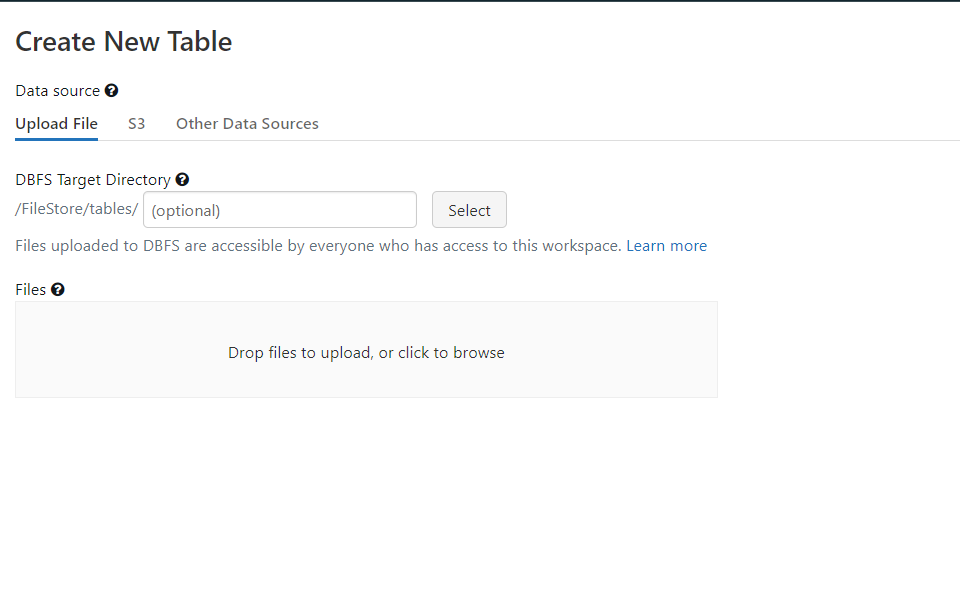 Create New Table
Data source ?
Upload File S3 Other Data Sources
DBFS Target Directory ?
/FileStore/tables/ (optional) Select
Files uploaded to DBFS are accessible by everyone who has access to this workspace. Learn more
Files ?
Drop files to upload, or click to browse